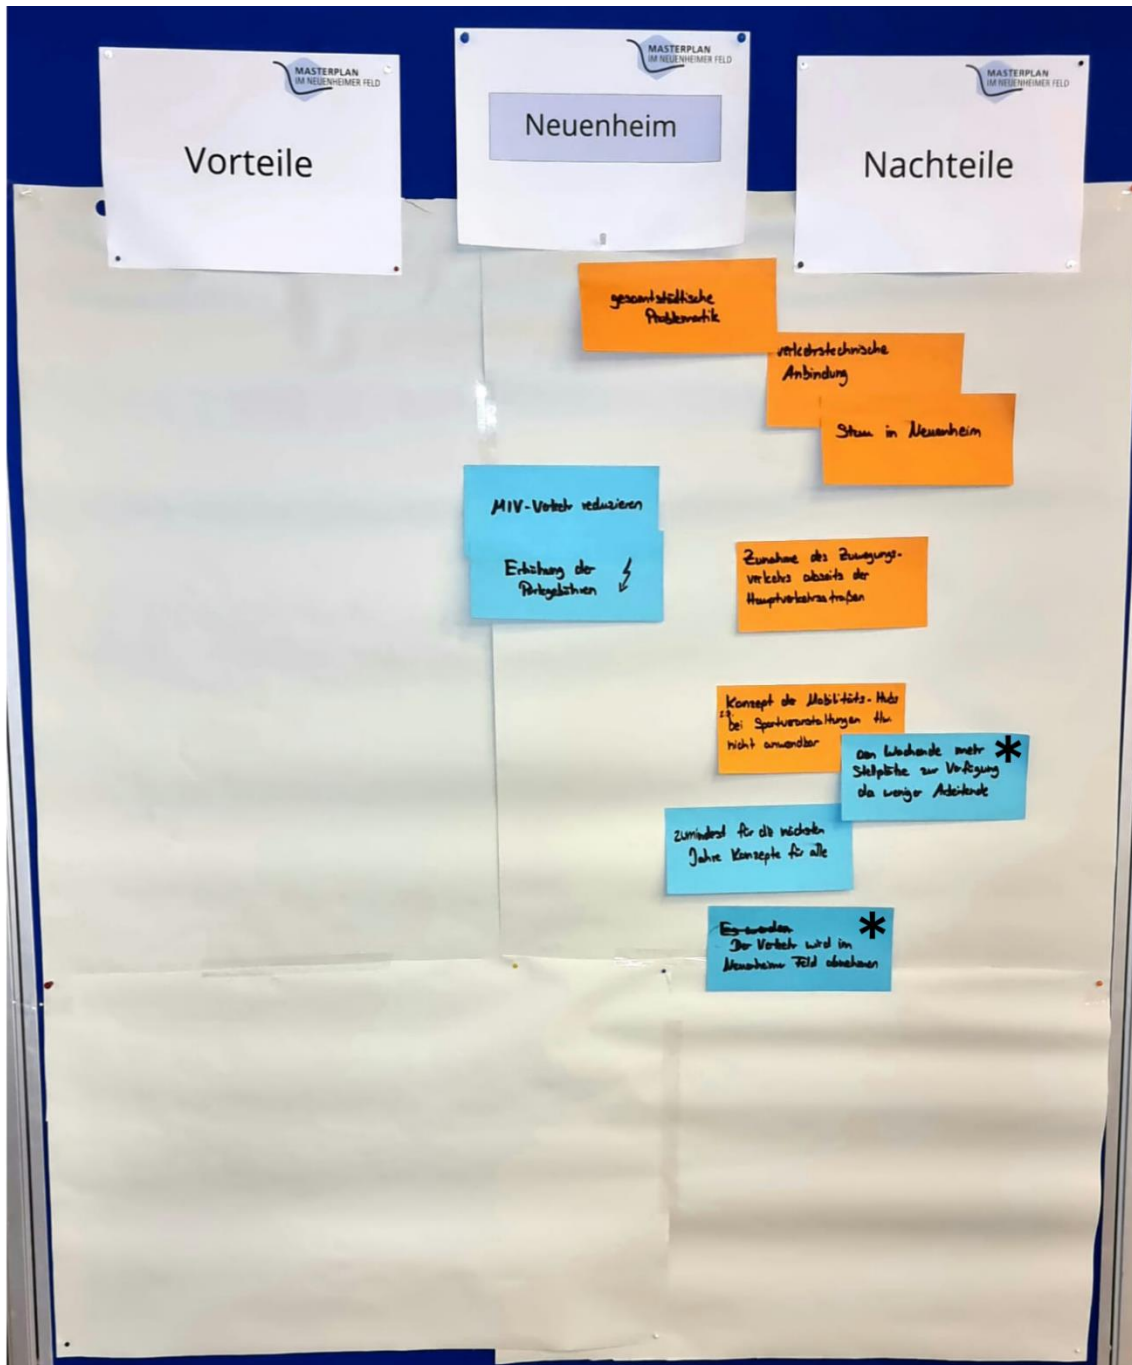 MASTERPLAN
IM NEUENHEIMER FELD
Vorteile
MASTERPLAN
IM NEUENHEIMER FELD
Neuenheim
MASTERPLAN
IM NEUENHEIMER FELD
Nachteile
gesamtstädtische
Problematik
verkehrstechnische
Anbindung
Stau in Neuenheim
MIV-Verkehr reduzieren
Erhöhung der
Parkgebühren
Zunahme des Zuwegungs-
verkehrs abseits der
Hauptverkehrsstraßen
Konzept der Mobilitäts-Hubs
z.B. bei Sportveranstaltungen
nicht anwendbar
am Wochende mehr *
Stellplätze zur Verfügung
da weniger Arbeitende
zumindest für die nächsten
Jahre Konzepte für alle
Es werden *
Der Verkehr wird im
Neuenheimer Feld abnehmen